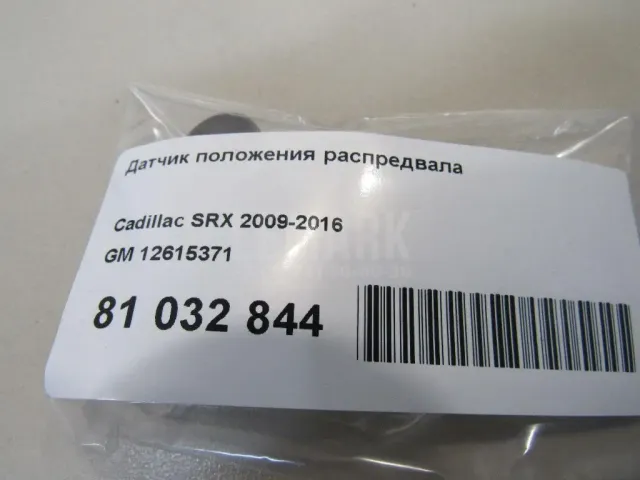 Датчик положения распредвала
Cadillac SRX 2009-2016
GM 12615371
81 032 844